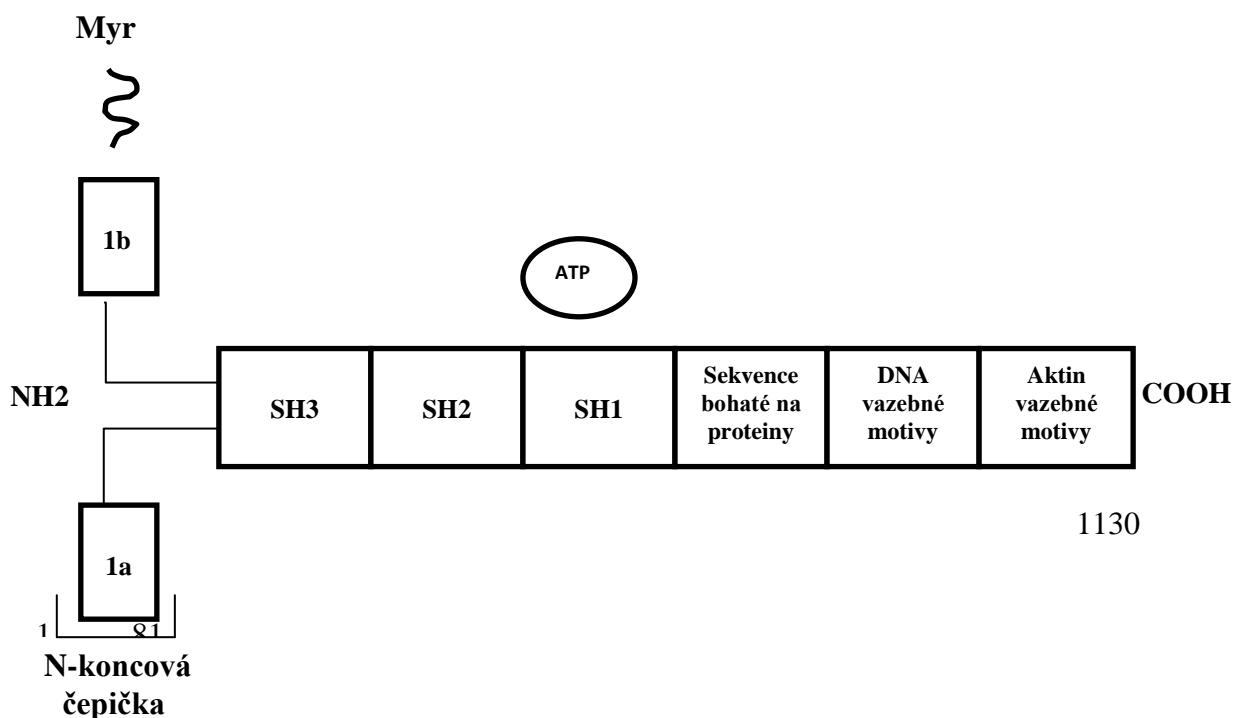 Myr
1b
ATP
NH2
SH3
SH2
SH1
Sekvence
bohaté na
proteiny
DNA
vazebné
motivy
Aktin
vazebné
motivy
COOH
1130
1a
1 81
N-koncová
čepička